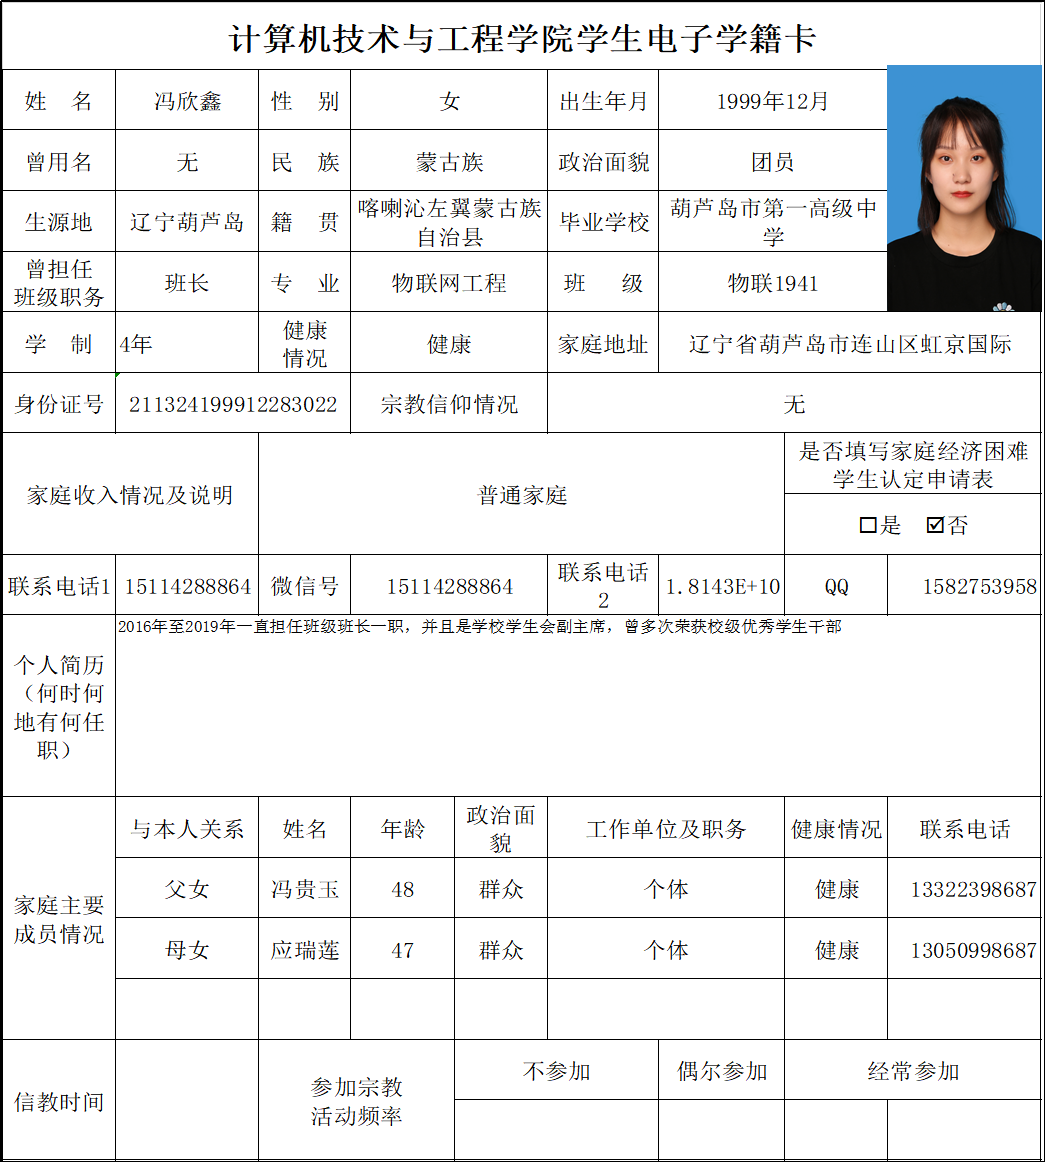 计算机技术与工程学院学生电子学籍卡
姓 名 冯欣鑫 性 别 女 出生年月 1999年12月
曾用名 无 民 族 蒙古族 政治面貌 团员
生源地 辽宁葫芦岛 籍 贯 喀喇沁左翼蒙古族
自治县 毕业学校 葫芦岛市第一高级中
学
曾担任
班级职务 班长 专 业 物联网工程 班 级 物联1941
学 制 4年 健康
情况 健康 家庭地址 辽宁省葫芦岛市连山区虹京国际
身份证号 211324199912283022 宗教信仰情况 无
家庭收入情况及说明 普通家庭 是否填写家庭经济困难
学生认定申请表
☐是 ☑否
联系电话1 15114288864 微信号 15114288864 联系电话
2 1.8143E+10 QQ 1582753958
个人简历
（何时何
地有何任
职）
2016年至2019年一直担任班级班长一职，并且是学校学生会副主席，曾多次荣获校级优秀学生干部
家庭主要
成员情况
与本人关系 姓名 年龄 政治面
貌 工作单位及职务 健康情况 联系电话
父女 冯贵玉 48 群众 个体 健康 13322398687
母女 应瑞莲 47 群众 个体 健康 13050998687
信教时间 参加宗教
活动频率 不参加 偶尔参加 经常参加